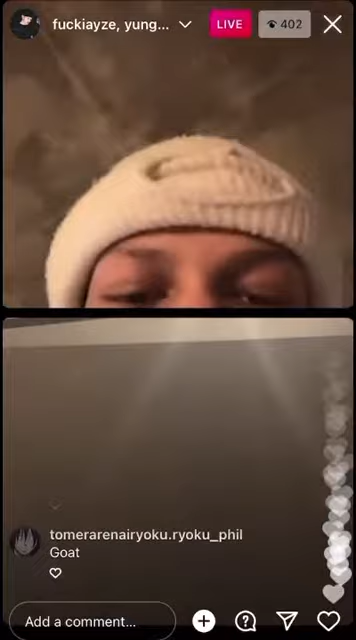 fuckiayze, yung...
LIVE
402
tomerarenairyoku.ryoku_phil
Goat
Add a comment...